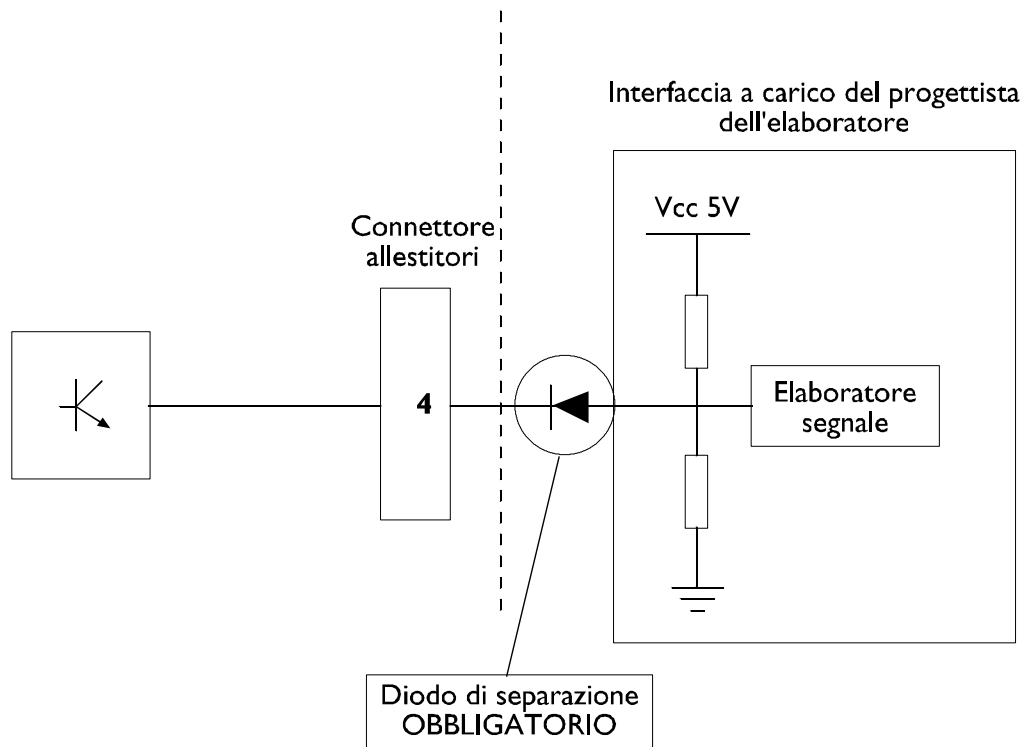 Interfaccia a carico del progettista
dell'elaboratore
Vcc 5V
Connettore
allestitori
4
Elaboratore
segnale
Diodo di separazione
OBBLIGATORIO